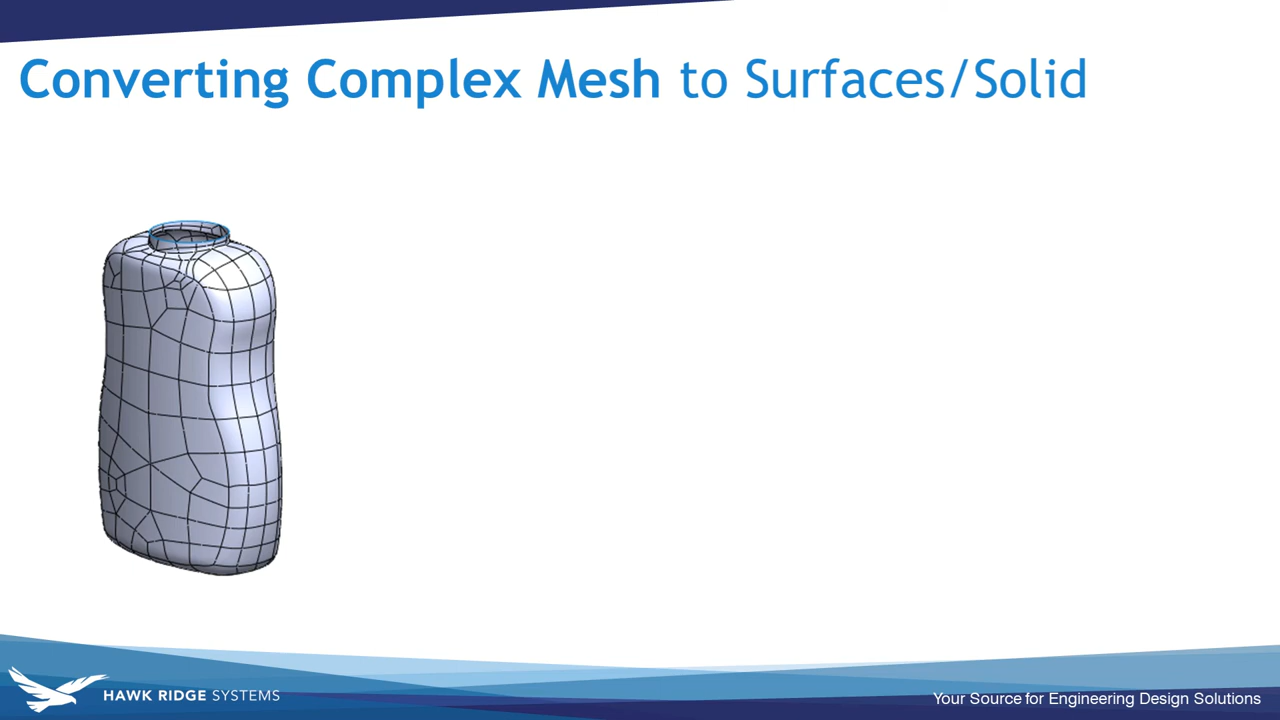 Converting Complex Mesh to Surfaces/Solid
HAWK RIDGE SYSTEMS
Your Source for Engineering Design Solutions